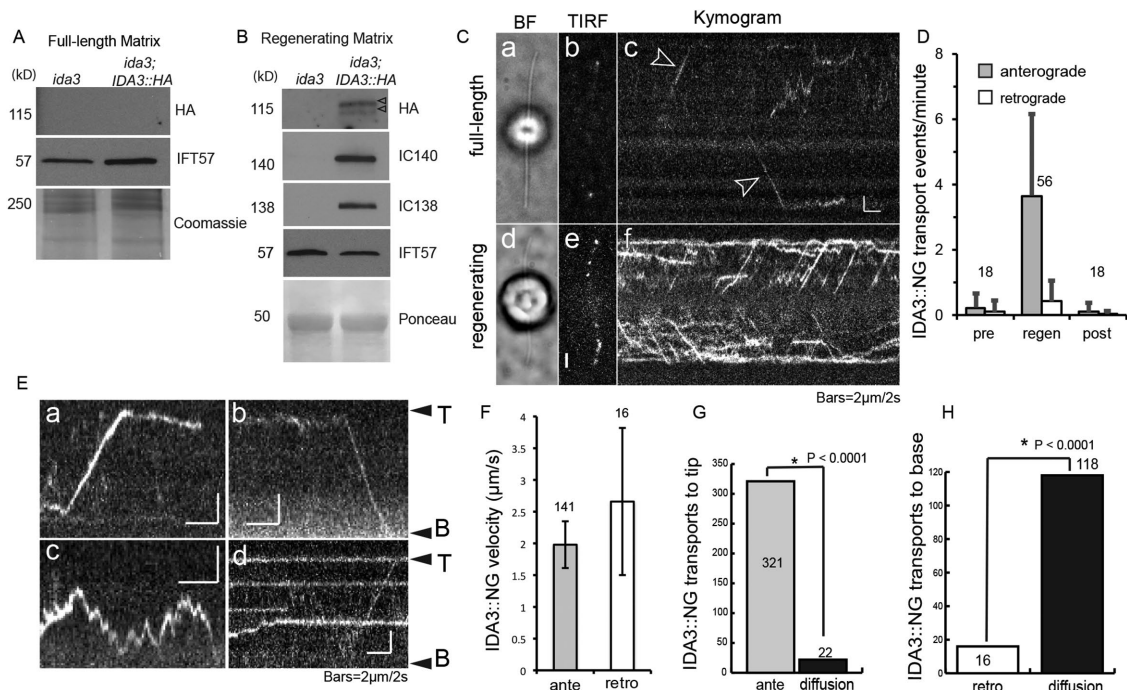 A
Full-length Matrix
(kD)
ida3
ida3;
IDA3::HA
115
HA
57
IFT57
250
Coomassie
B
Regenerating Matrix
(kD)
ida3
ida3;
IDA3::HA
115
HA
140
IC140
138
IC138
57
IFT57
50
Ponceau
C
BF
TIRF
Kymogram
full-length
a
b
c
regenerating
d
e
f
Bars=2μm/2s
D
IDA3::NG transport events/minute
8
6
4
2
0
anterograde
retrograde
18
56
18
pre
regen
post
E
a
b
T
B
c
d
T
B
Bars=2μm/2s
F
IDA3::NG velocity (μm/s)
4
3.5
3
2.5
2
1.5
1
0.5
0
141
16
ante
retro
G
IDA3::NG transports to tip
350
300
250
200
150
100
50
0
* P < 0.0001
321
22
ante
diffusion
H
IDA3::NG transports to base
120
100
80
60
40
20
0
* P < 0.0001
16
118
retro
diffusion